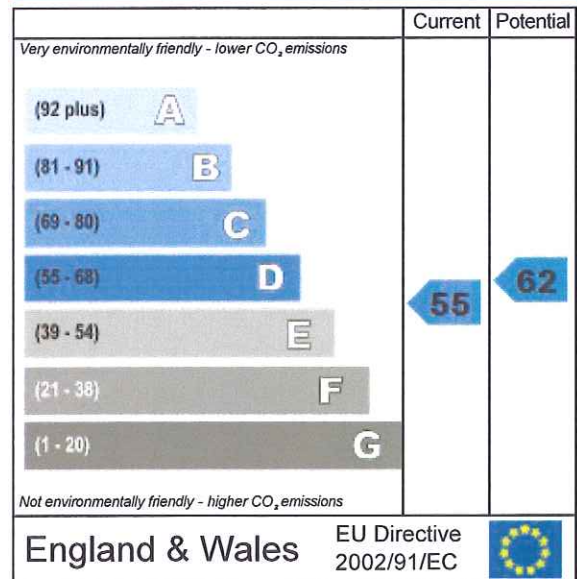 Current Potential
Very environmentally friendly - lower CO₂ emissions
(92 plus) A
(81 - 91) B
(69 - 80) C
(55 - 68) D
(39 - 54) E
(21 - 38) F
(1 - 20) G
55
62
Not environmentally friendly - higher CO₂ emissions
England & Wales
EU Directive
2002/91/EC